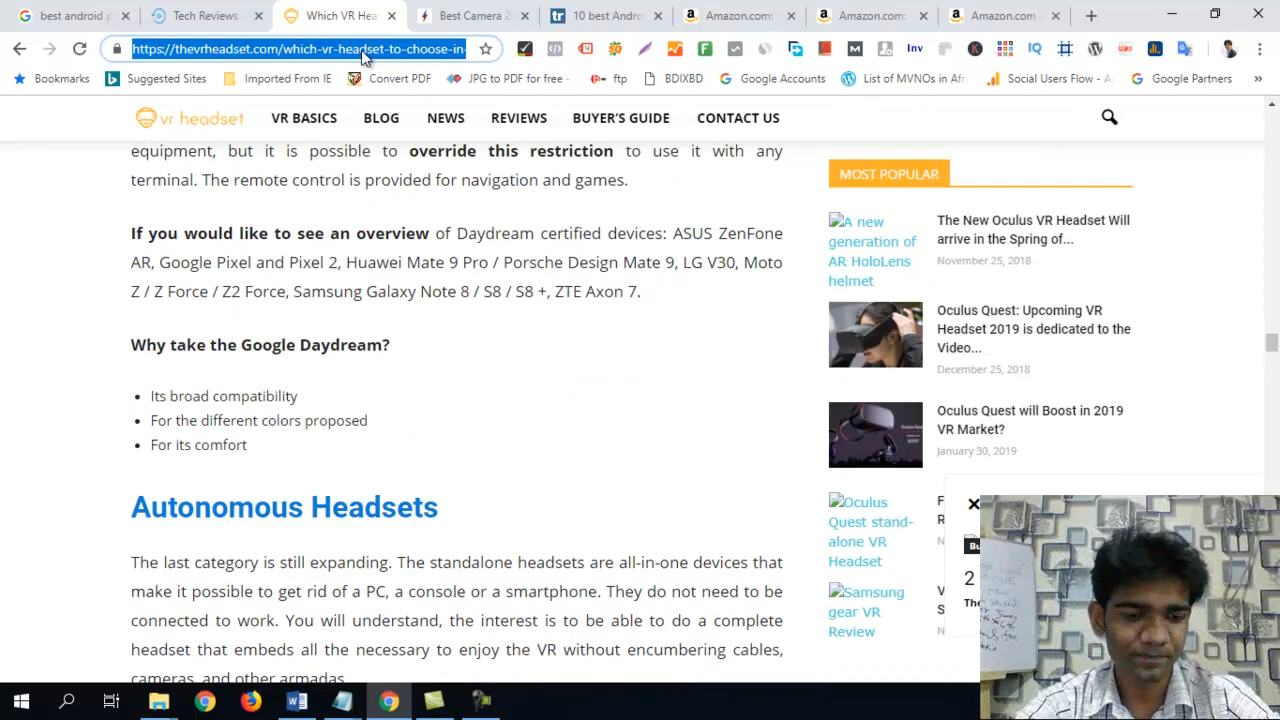 best android p
Tech Reviews -
Which VR Hea
Best Camera 2
10 best Andro
Amazon.com
Amazon.com
Amazon.com
https://thevrheadset.com/which-vr-headset-to-choose-in-
Inv
IQ
Bookmarks
Suggested Sites
Imported From IE
Convert PDF
JPG to PDF for free -
ftp
BDIXBD
Google Accounts
List of MVNOs in Afr
Social Users Flow - A
Google Partners
vr headset
VR BASICS
BLOG
NEWS
REVIEWS
BUYER'S GUIDE
CONTACT US
equipment, but it is possible to override this restriction to use it with any
terminal. The remote control is provided for navigation and games.
If you would like to see an overview of Daydream certified devices: ASUS ZenFone
AR, Google Pixel and Pixel 2, Huawei Mate 9 Pro / Porsche Design Mate 9, LG V30, Moto
Z / Z Force / Z2 Force, Samsung Galaxy Note 8 / S8 / S8 +, ZTE Axon 7.
Why take the Google Daydream?
Its broad compatibility
For the different colors proposed
For its comfort
Autonomous Headsets
The last category is still expanding. The standalone headsets are all-in-one devices that
make it possible to get rid of a PC, a console or a smartphone. They do not need to be
connected to work. You will understand, the interest is to be able to do a complete
headset that embeds all the necessary to enjoy the VR without encumbering cables,
cameras, and other armadas.
MOST POPULAR
A new
generation of
AR HoloLens
helmet
The New Oculus VR Headset Will
arrive in the Spring of...
November 25, 2018
Oculus Quest: Upcoming VR
Headset 2019 is dedicated to the
Video...
December 25, 2018
Oculus Quest will Boost in 2019
VR Market?
January 30, 2019
Oculus
Quest stand-
alone VR
Headset
Samsung
gear VR
Review
2